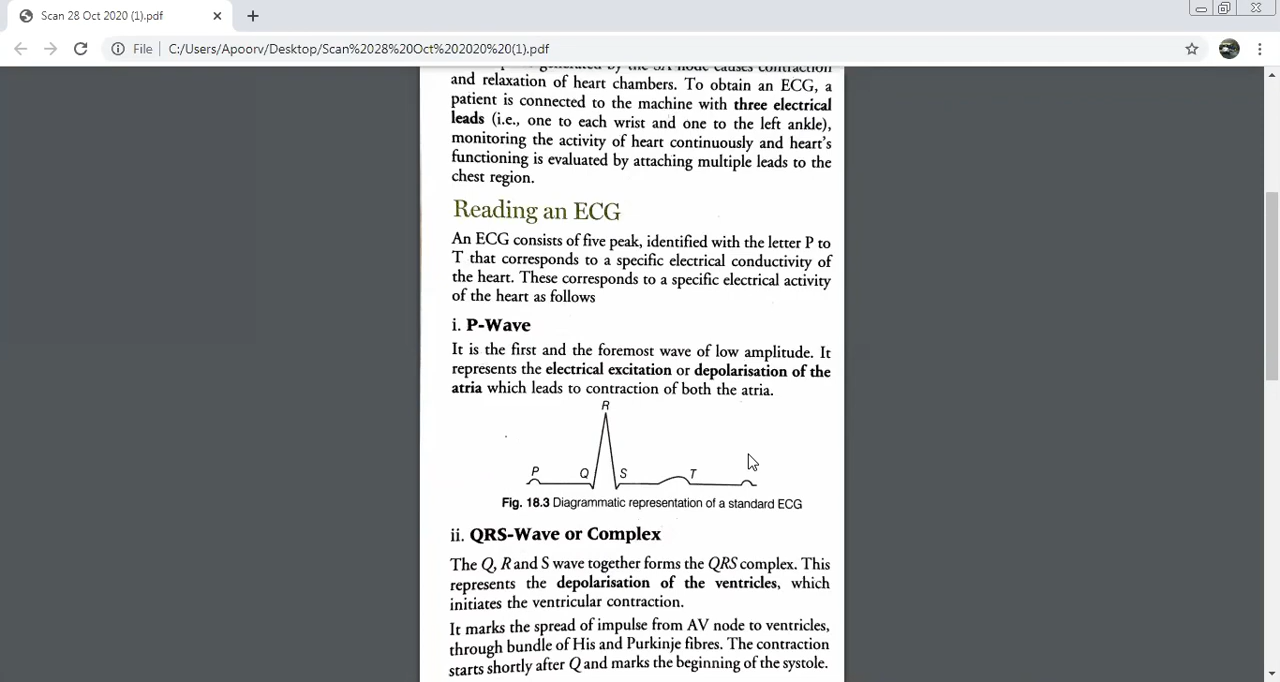 Scan 28 Oct 2020 (1).pdf
File
C:/Users/Apoorv/Desktop/Scan%2028%20Oct%202020%20(1).pdf
by the SA node causes contraction
and relaxation of heart chambers. To obtain an ECG, a
patient is connected to the machine with three electrical
leads (i.e., one to each wrist and one to the left ankle),
monitoring the activity of heart continuously and heart's
functioning is evaluated by attaching multiple leads to the
chest region.
Reading an ECG
An ECG consists of five peak, identified with the letter P to
T that corresponds to a specific electrical conductivity of
the heart. These corresponds to a specific electrical activity
of the heart as follows
i. P-Wave
It is the first and the foremost wave of low amplitude. It
represents the electrical excitation or depolarisation of the
atria which leads to contraction of both the atria.
R
P Q S T
Fig. 18.3 Diagrammatic representation of a standard ECG
ii. QRS-Wave or Complex
The Q, R and S wave together forms the QRS complex. This
represents the depolarisation of the ventricles, which
initiates the ventricular contraction.
It marks the spread of impulse from AV node to ventricles,
through bundle of His and Purkinje fibres. The contraction
starts shortly after Q and marks the beginning of the systole.